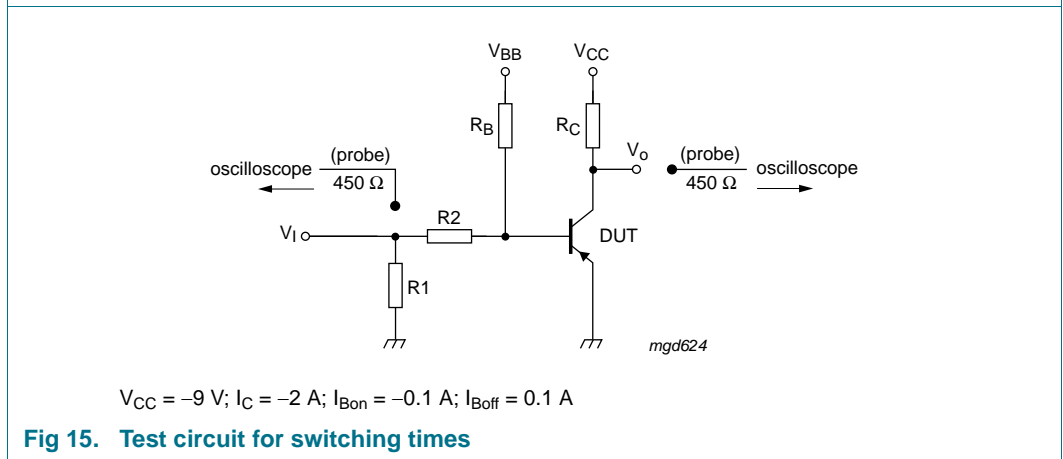 VBB VCC
RB RC
Vo
oscilloscope (probe) 450 Ω
(probe) 450 Ω oscilloscope
R2
VI
DUT
R1
mgd624
VCC = −9 V; IC = −2 A; IBon = −0.1 A; IBoff = 0.1 A
Fig 15. Test circuit for switching times